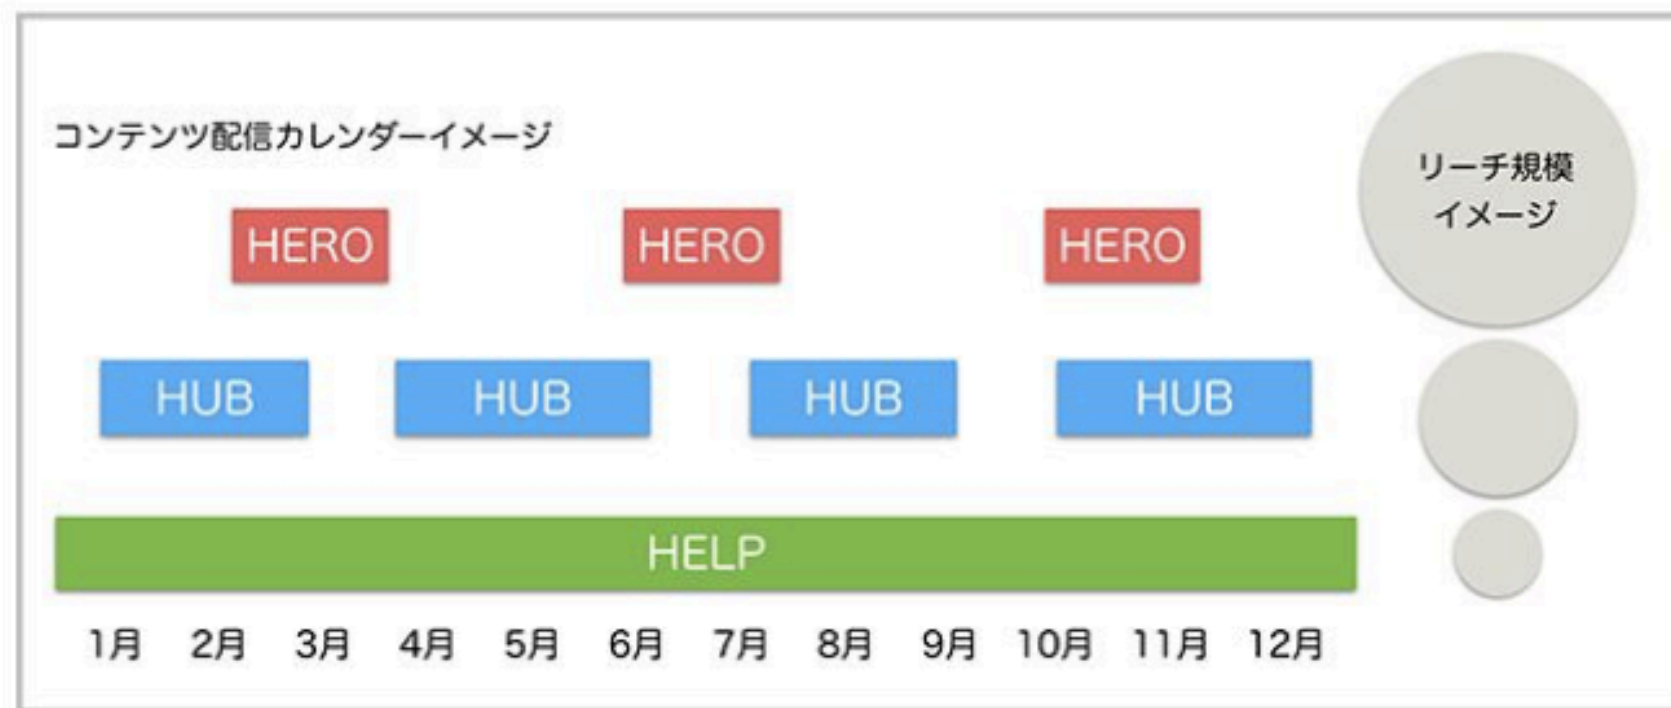 コンテンツ配信カレンダーイメージ
リーチ規模
イメージ
HERO HERO HERO
HUB HUB HUB HUB
HELP
1月 2月 3月 4月 5月 6月 7月 8月 9月 10月 11月 12月